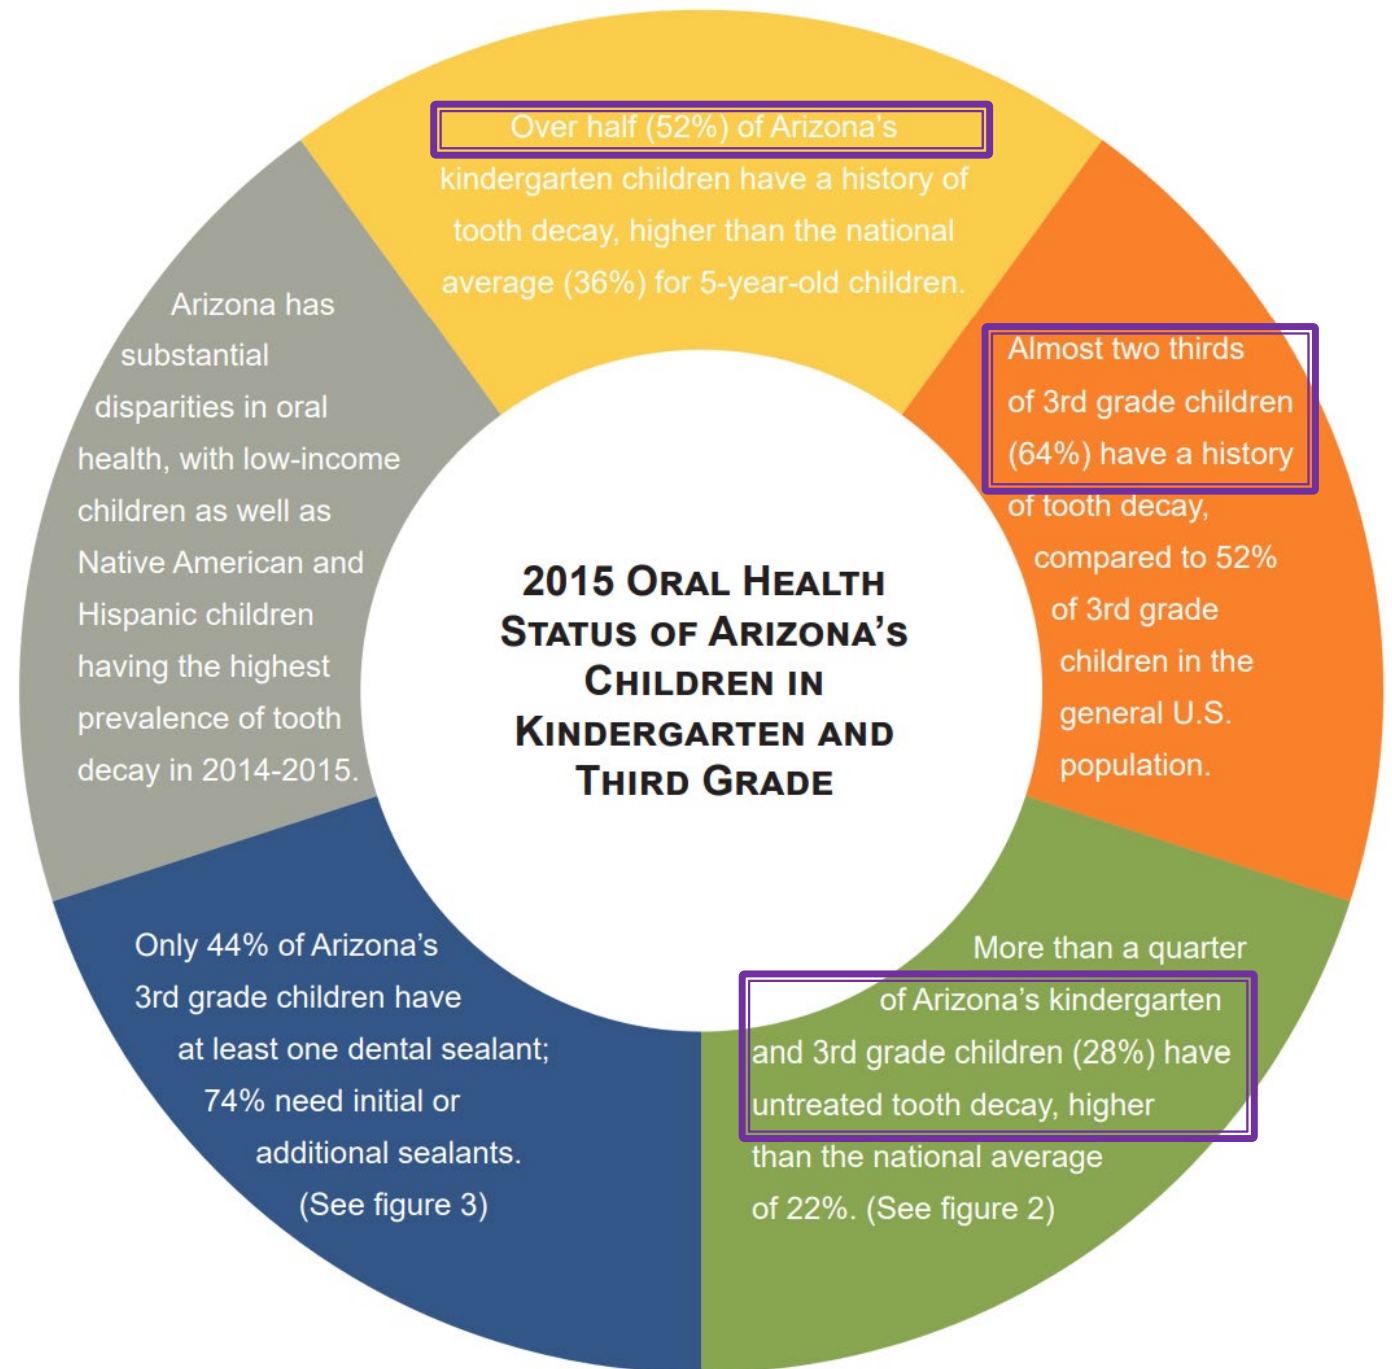 Over half (52%) of Arizona's
kindergarten children have a history of
tooth decay, higher than the national
average (36%) for 5-year-old children.
Almost two thirds
of 3rd grade children
(64%) have a history
of tooth decay,
compared to 52%
of 3rd grade
children in the
general U.S.
population.
More than a quarter
of Arizona's kindergarten
and 3rd grade children (28%) have
untreated tooth decay, higher
than the national average
of 22%. (See figure 2)
Only 44% of Arizona's
3rd grade children have
at least one dental sealant;
74% need initial or
additional sealants.
(See figure 3)
Arizona has
substantial
disparities in oral
health, with low-income
children as well as
Native American and
Hispanic children
having the highest
prevalence of tooth
decay in 2014-2015.
2015 ORAL HEALTH
STATUS OF ARIZONA'S
CHILDREN IN
KINDERGARTEN AND
THIRD GRADE